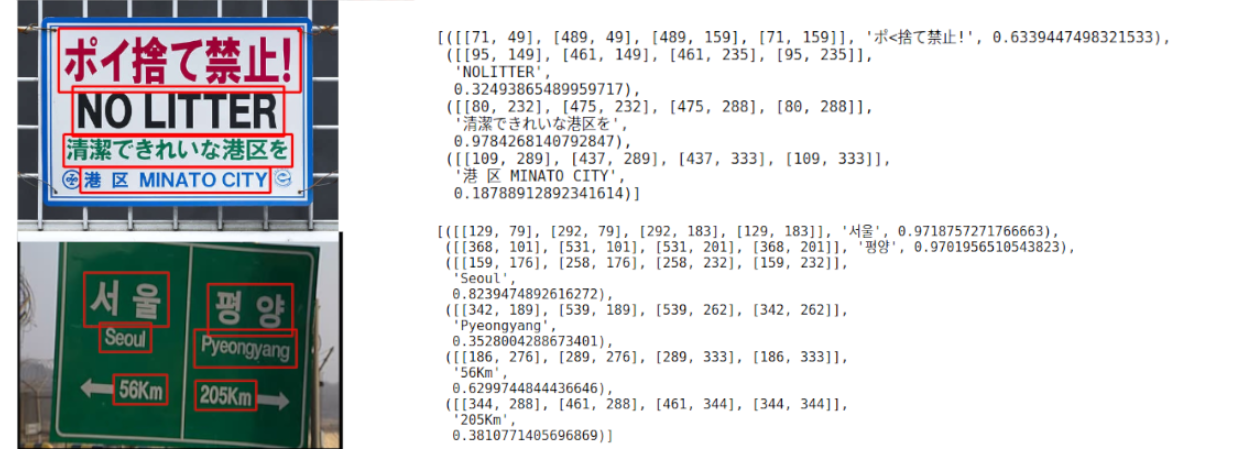 ポイ捨て禁止!
NO LITTER
清潔できれいな港区を
港 区 MINATO CITY
[([[71, 49], [489, 49], [489, 159], [71, 159]], 'ポ<捨て禁止!', 0.6339447498321533),
([[95, 149], [461, 149], [461, 235], [95, 235]],
'NOLITTER',
0.32493865489959717),
([[80, 232], [475, 232], [475, 288], [80, 288]],
'清潔できれいな港区を',
0.9784268140792847),
([[109, 289], [437, 289], [437, 333], [109, 333]],
'港 区 MINATO CITY',
0.18788912892341614)]
서울
평양
Seoul
Pyeongyang
56Km
205Km
[([[129, 79], [292, 79], [292, 183], [129, 183]], '서울', 0.9718757271766663),
([[368, 101], [531, 101], [531, 201], [368, 201]], '평양', 0.9701956510543823),
([[159, 176], [258, 176], [258, 232], [159, 232]],
'Seoul',
0.8239474892616272),
([[342, 189], [539, 189], [539, 262], [342, 262]],
'Pyeongyang',
0.3528004288673401),
([[186, 276], [289, 276], [289, 333], [186, 333]],
'56Km',
0.6299744844436646),
([[344, 288], [461, 288], [461, 344], [344, 344]],
'205Km',
0.3810771405696869)]